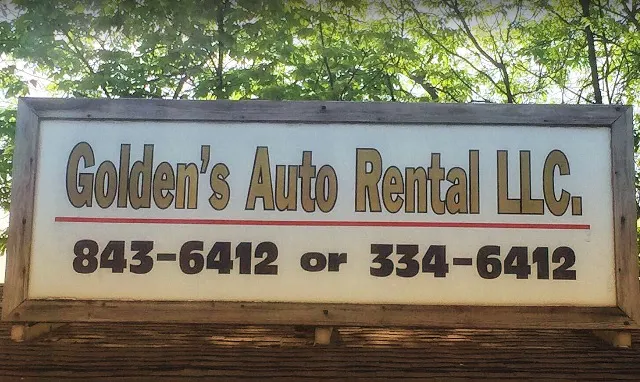 Golden's Auto Rental LLC.
843-6412 or 334-6412